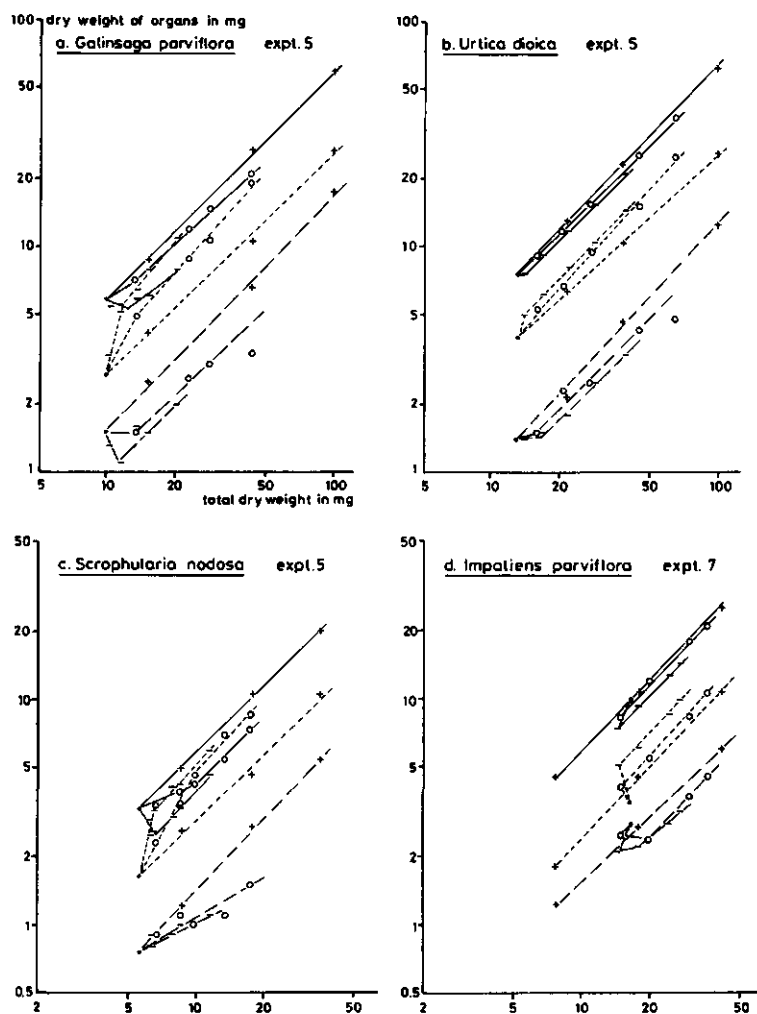 100 dry weight of organs in mg
a. Galinsaga parviflora expt. 5
50
20
10
5
2
1
5 10 20 50 100
total dry weight in mg
100
b. Urtica dioica expt. 5
50
20
10
5
2
1
5 10 20 50 100
50
c. Scrophularia nodosa expt. 5
20
10
5
2
1
0.5
2 5 10 20 50
50
d. Impatiens parviflora expt. 7
20
10
5
2
1
0.5
2 5 10 20 50